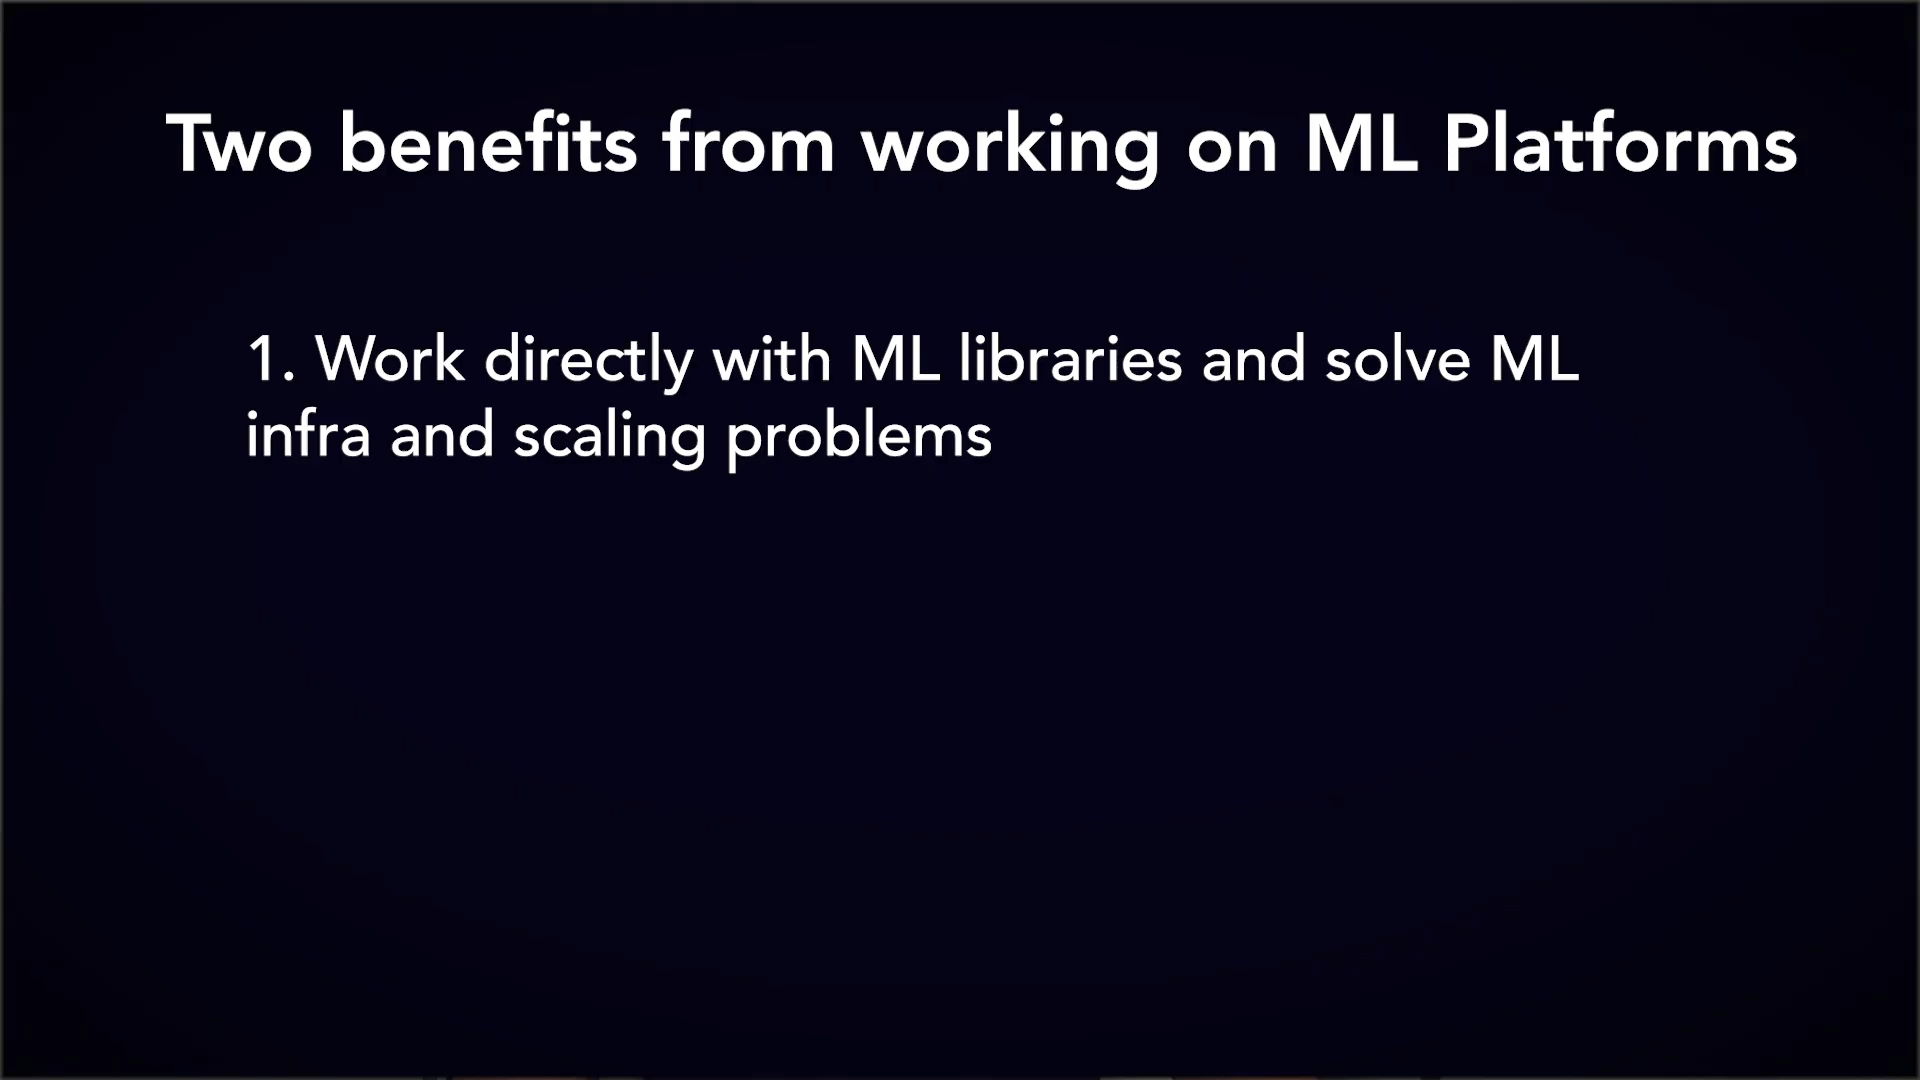 Two benefits from working on ML Platforms
1. Work directly with ML libraries and solve ML
infra and scaling problems